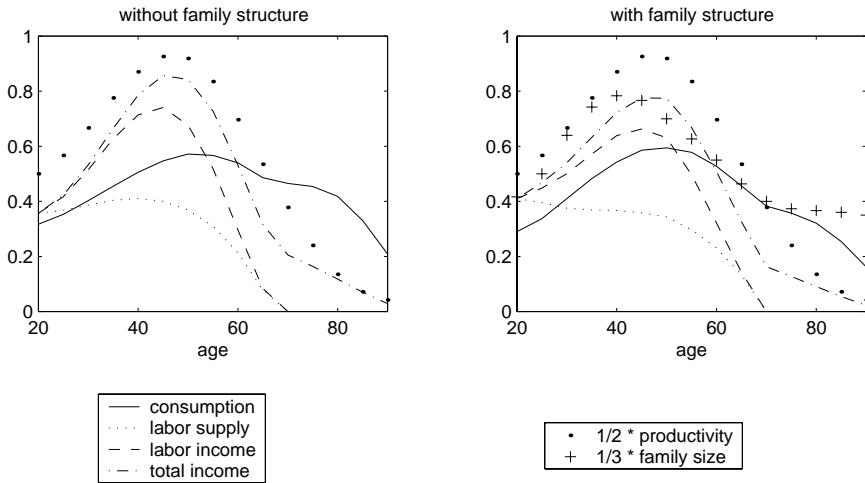 without family structure
1
0.8
0.6
0.4
0.2
0
20 40 60 80
age
with family structure
1
0.8
0.6
0.4
0.2
0
20 40 60 80
age
consumption
labor supply
labor income
total income
1/2 * productivity
1/3 * family size